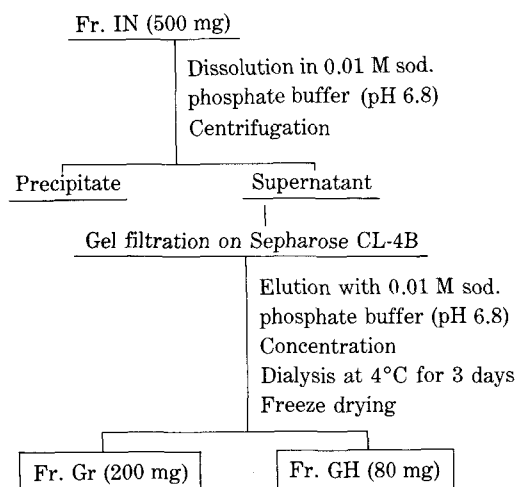 Fr. IN (500 mg)
Dissolution in 0.01 M sod.
phosphate buffer (pH 6.8)
Centrifugation
Precipitate
Supernatant
Gel filtration on Sepharose CL-4B
Elution with 0.01 M sod.
phosphate buffer (pH 6.8)
Concentration
Dialysis at 4°C for 3 days
Freeze drying
Fr. Gr (200 mg)
Fr. GH (80 mg)